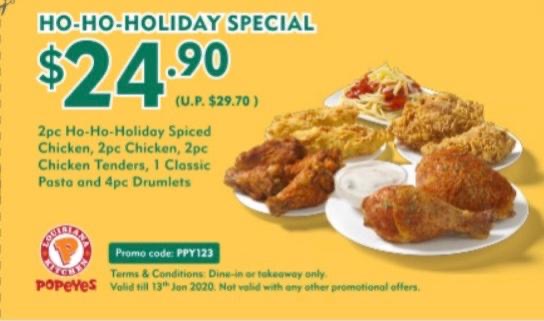 HO-HO-HOLIDAY SPECIAL
$24.90
(U.P. $29.70 )
2pc Ho-Ho-Holiday Spiced
Chicken, 2pc Chicken, 2pc
Chicken Tenders, 1 Classic
Pasta and 4pc Drumlets
LOUISIANA
KITCHEN
POPEYES
Promo code: PPY123
Terms & Conditions: Dine-in or takeaway only.
Valid till 13th Jan 2020. Not valid with any other promotional offers.